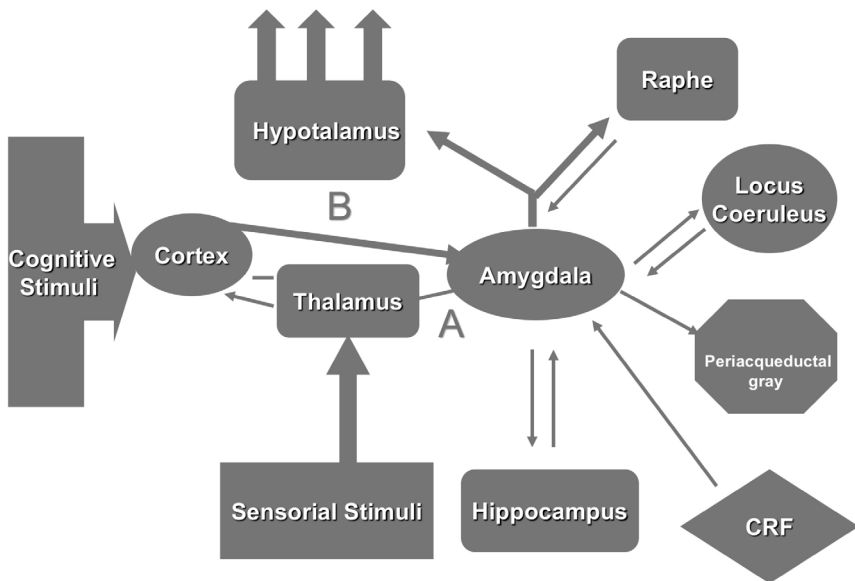 Raphe
Hypotalamus
Locus
Coeruleus
B
Cognitive
Stimuli
Cortex
Amygdala
Thalamus
A
Periacqueductal
gray
Sensorial Stimuli
Hippocampus
CRF